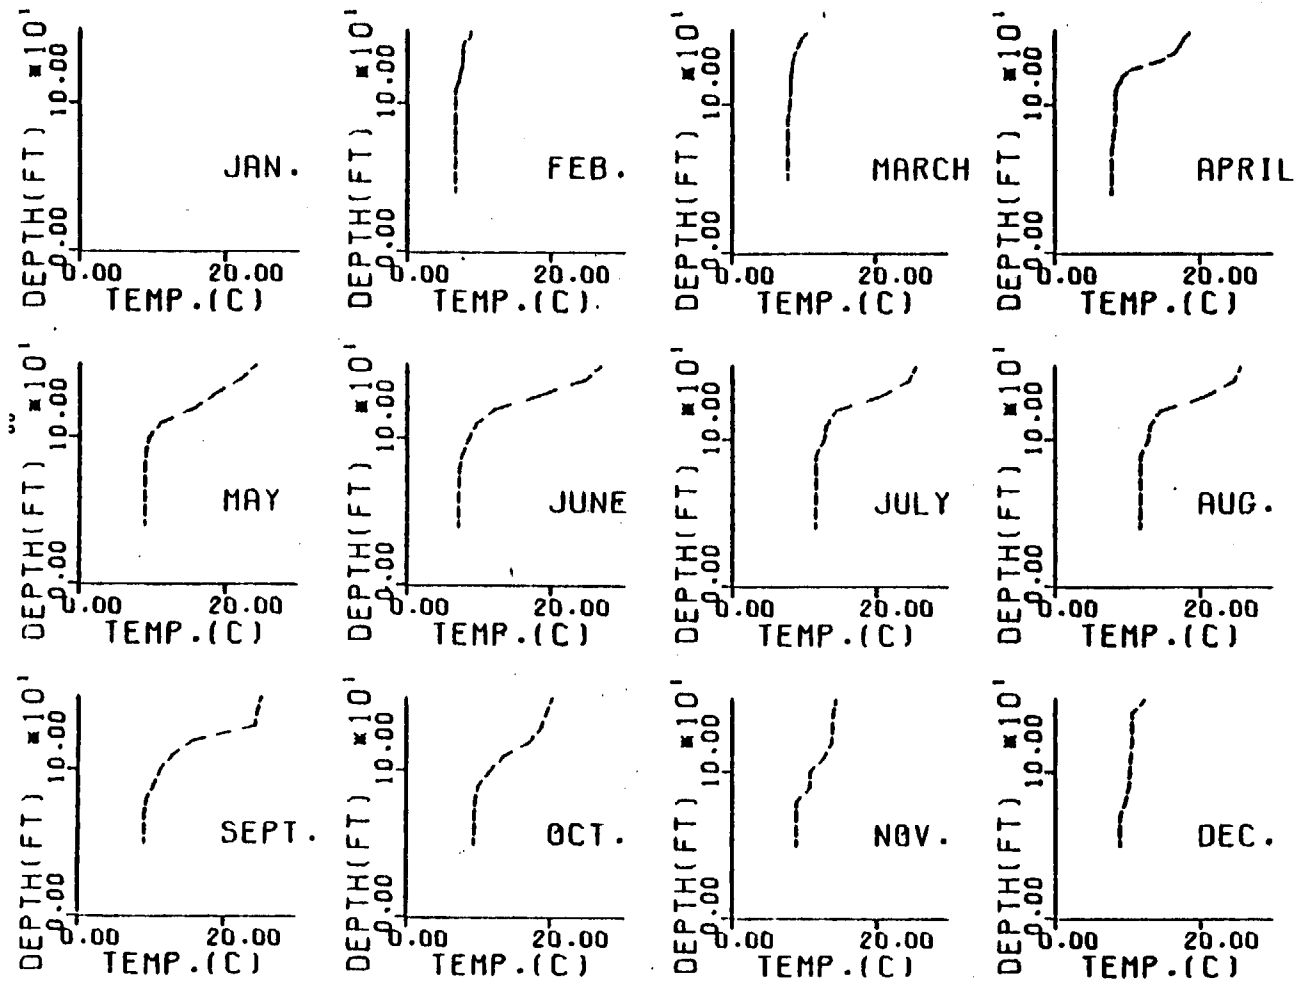 DEPTH(FT) *10¹
10.00
0.00
JAN.
0.00 20.00
TEMP.(C)
DEPTH(FT) *10¹
10.00
0.00
FEB.
0.00 20.00
TEMP.(C)
DEPTH(FT) *10¹
10.00
0.00
MARCH
0.00 20.00
TEMP.(C)
DEPTH(FT) *10¹
10.00
0.00
APRIL
0.00 20.00
TEMP.(C)
DEPTH(FT) *10¹
10.00
0.00
MAY
0.00 20.00
TEMP.(C)
DEPTH(FT) *10¹
10.00
0.00
JUNE
0.00 20.00
TEMP.(C)
DEPTH(FT) *10¹
10.00
0.00
JULY
0.00 20.00
TEMP.(C)
DEPTH(FT) *10¹
10.00
0.00
AUG.
0.00 20.00
TEMP.(C)
DEPTH(FT) *10¹
10.00
0.00
SEPT.
0.00 20.00
TEMP.(C)
DEPTH(FT) *10¹
10.00
0.00
OCT.
0.00 20.00
TEMP.(C)
DEPTH(FT) *10¹
10.00
0.00
NOV.
0.00 20.00
TEMP.(C)
DEPTH(FT) *10¹
10.00
0.00
DEC.
0.00 20.00
TEMP.(C)